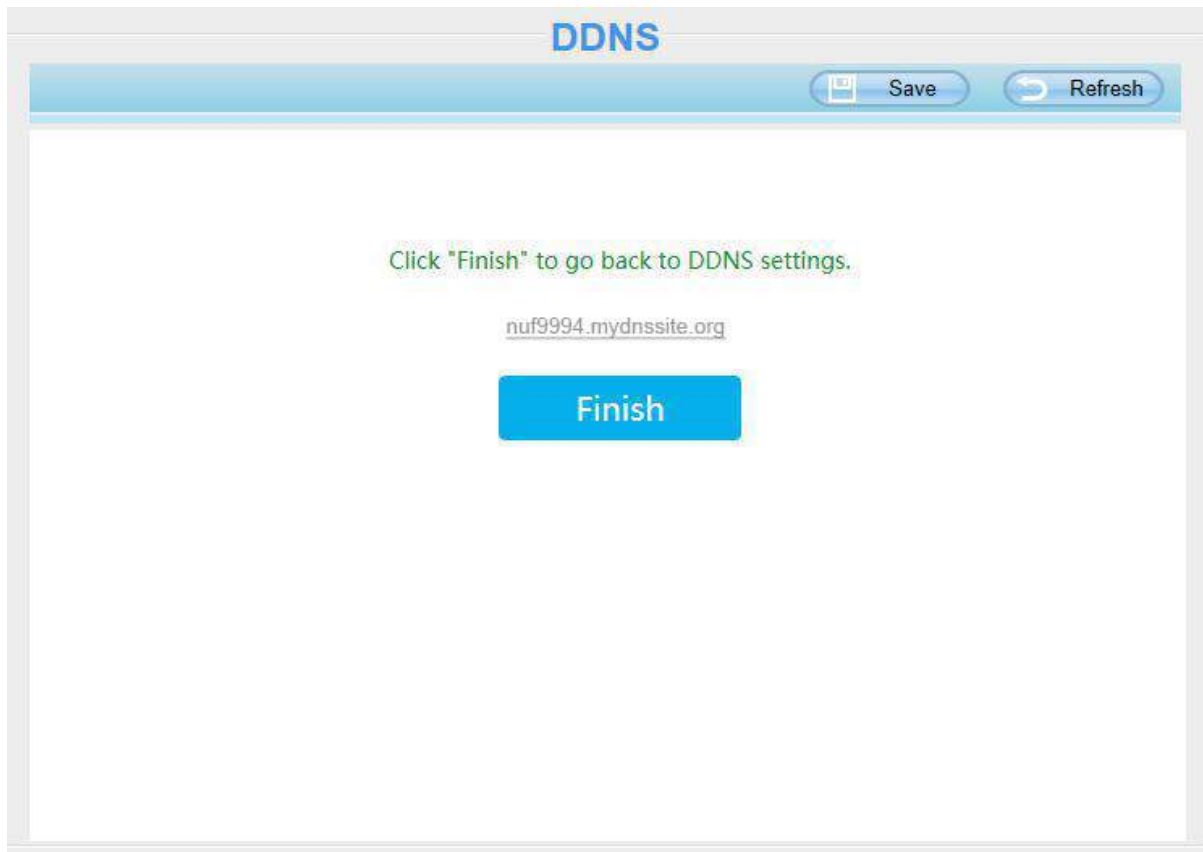 DDNS
Save Refresh
Click "Finish" to go back to DDNS settings.
nuf9994.mydnssite.org
Finish